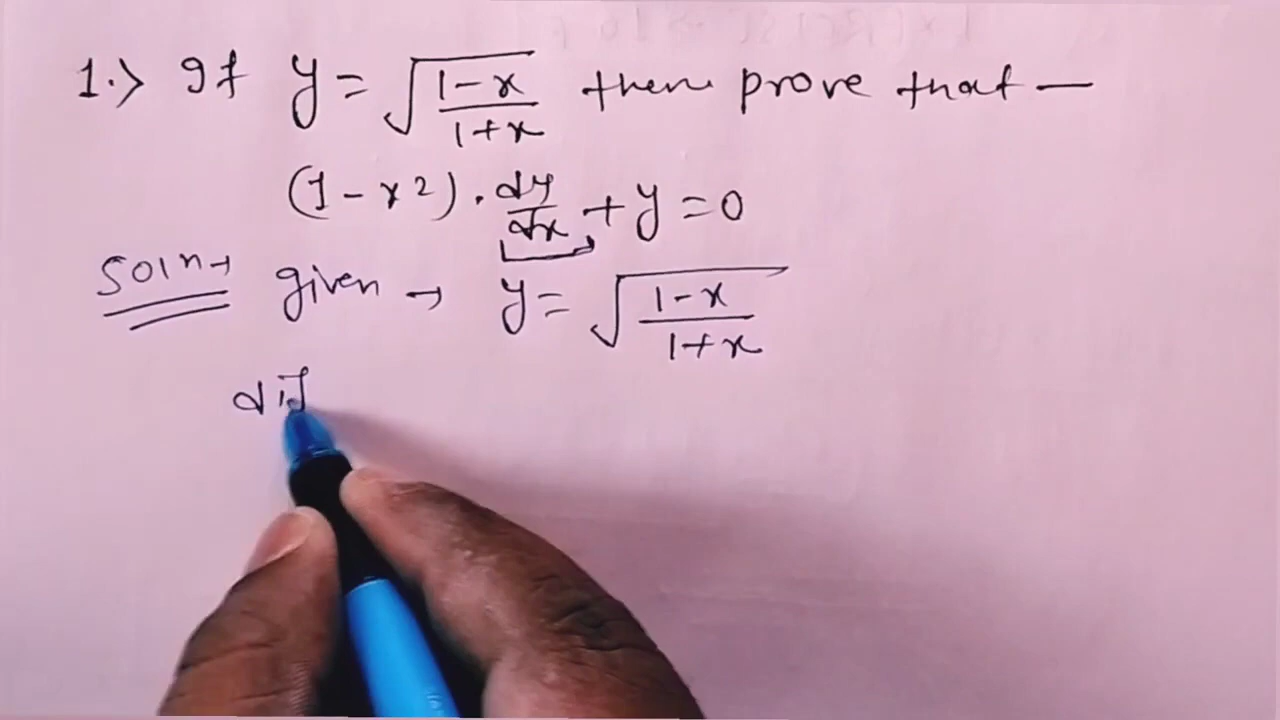 1.> If y = √(1-x / 1+x) then prove that —
(1 - x²) · dy/dx + y = 0
Soln→ given → y = √(1-x / 1+x)
dif